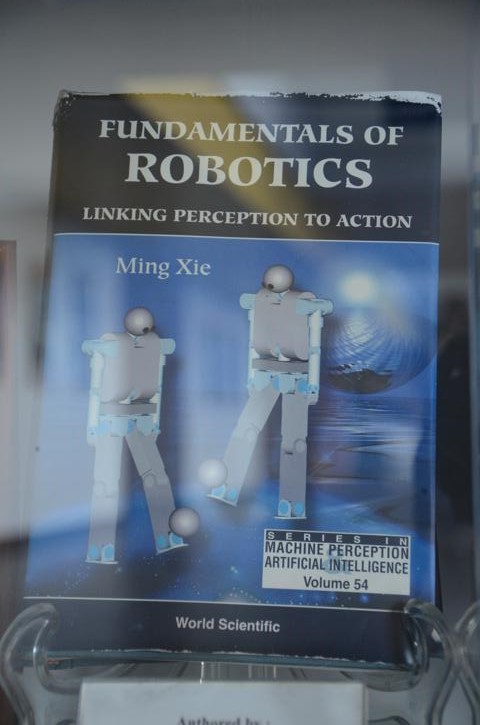 FUNDAMENTALS OF
ROBOTICS
LINKING PERCEPTION TO ACTION
Ming Xie
SERIES IN
MACHINE PERCEPTION
ARTIFICIAL INTELLIGENCE
Volume 54
World Scientific
Authored by :